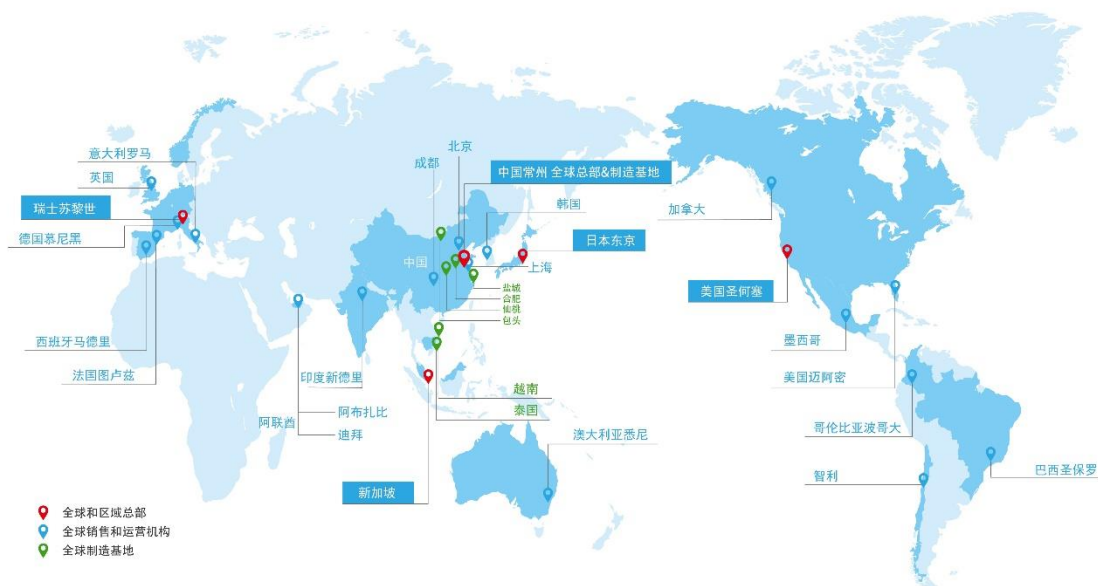 意大利罗马
英国
瑞士苏黎世
德国慕尼黑
西班牙马德里
法国图卢兹
阿联酋
阿布扎比
迪拜
印度新德里
新加坡
成都
北京
中国常州 全球总部&制造基地
韩国
日本东京
中国
上海
盐城
合肥
仙桃
包头
越南
泰国
澳大利亚悉尼
加拿大
美国圣何塞
墨西哥
美国迈阿密
哥伦比亚波哥大
智利
巴西圣保罗
全球和区域总部
全球销售和运营机构
全球制造基地